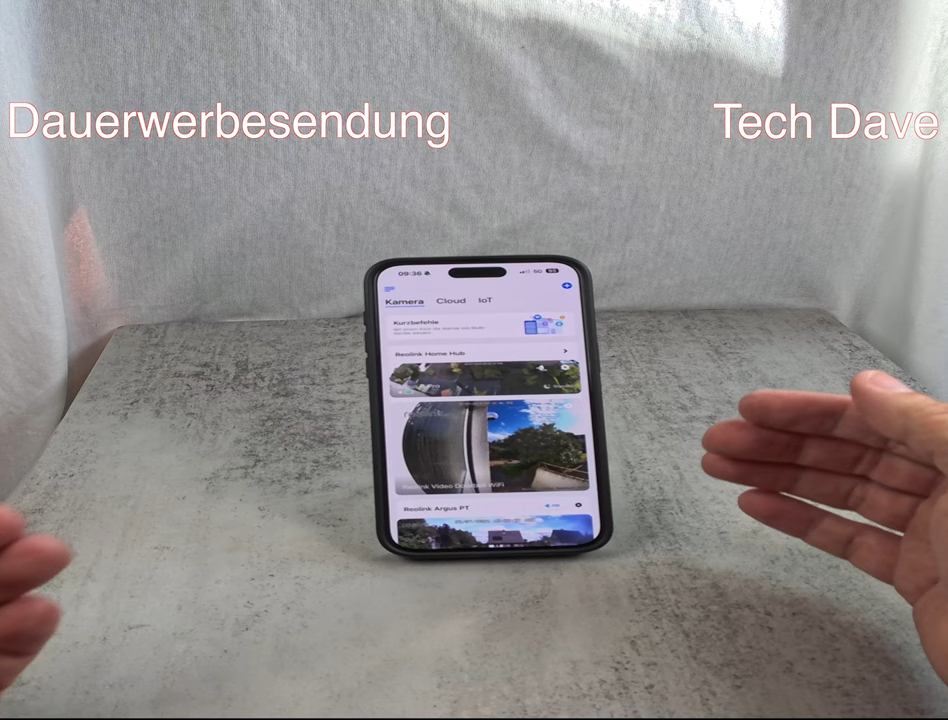 Dauerwerbesendung
Tech Dave
09:36
5G
Kamera Cloud IoT
Kurzbefehle
Reolink Home Hub
Reolink Video Doorbell WiFi
Reolink Argus PT